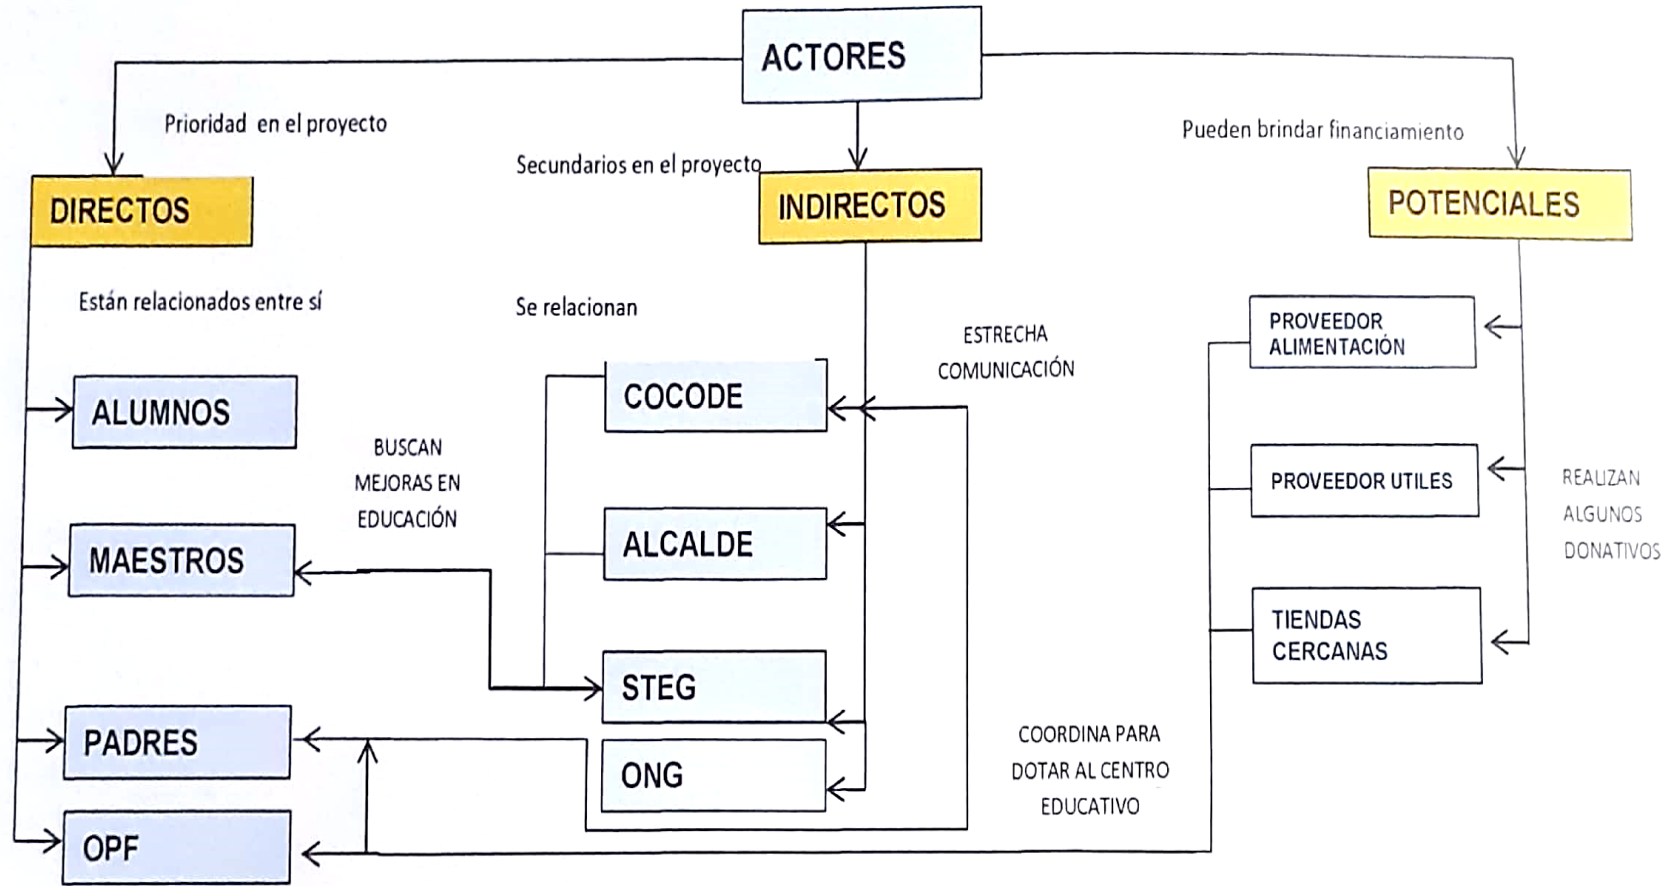 ACTORES
Prioridad en el proyecto
Secundarios en el proyecto
Pueden brindar financiamiento
DIRECTOS
INDIRECTOS
POTENCIALES
Están relacionados entre sí
Se relacionan
ESTRECHA
COMUNICACIÓN
PROVEEDOR
ALIMENTACIÓN
ALUMNOS
COCODE
BUSCAN
MEJORAS EN
EDUCACIÓN
PROVEEDOR UTILES
REALIZAN
ALGUNOS
DONATIVOS
MAESTROS
ALCALDE
TIENDAS
CERCANAS
STEG
PADRES
ONG
COORDINA PARA
DOTAR AL CENTRO
EDUCATIVO
OPF